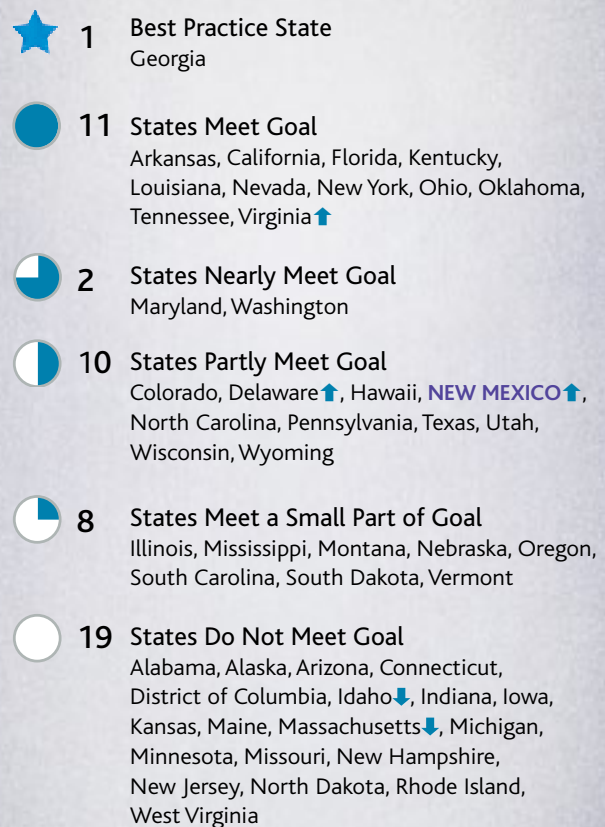 1 Best Practice State
Georgia
11 States Meet Goal
Arkansas, California, Florida, Kentucky,
Louisiana, Nevada, New York, Ohio, Oklahoma,
Tennessee, Virginia⬆
2 States Nearly Meet Goal
Maryland, Washington
10 States Partly Meet Goal
Colorado, Delaware⬆, Hawaii, NEW MEXICO⬆,
North Carolina, Pennsylvania, Texas, Utah,
Wisconsin, Wyoming
8 States Meet a Small Part of Goal
Illinois, Mississippi, Montana, Nebraska, Oregon,
South Carolina, South Dakota, Vermont
19 States Do Not Meet Goal
Alabama, Alaska, Arizona, Connecticut,
District of Columbia, Idaho⬇, Indiana, Iowa,
Kansas, Maine, Massachusetts⬇, Michigan,
Minnesota, Missouri, New Hampshire,
New Jersey, North Dakota, Rhode Island,
West Virginia